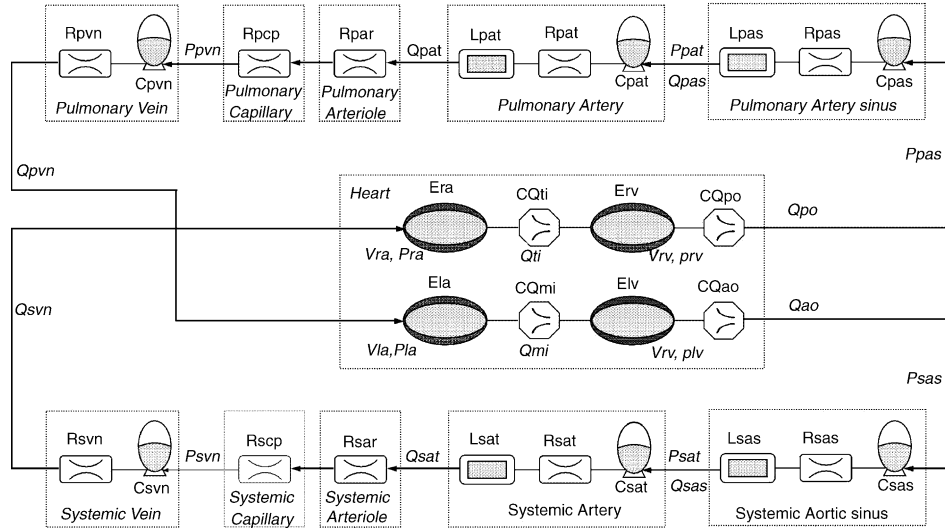 Rpvn
Cpvn
Pulmonary Vein
Ppvn
Rpcp
Pulmonary
Capillary
Rpar
Pulmonary
Arteriole
Qpat
Lpat
Rpat
Cpat
Pulmonary Artery
Ppat
Qpas
Lpas
Rpas
Cpas
Pulmonary Artery sinus
Ppas
Qpvn
Heart
Era
CQti
Erv
CQpo
Qpo
Vra, Pra
Qti
Vrv, prv
Qsvn
Ela
CQmi
Elv
CQao
Qao
Vla,Pla
Qmi
Vrv, plv
Psas
Rsvn
Csvn
Systemic Vein
Psvn
Rscp
Systemic
Capillary
Rsar
Systemic
Arteriole
Qsat
Lsat
Rsat
Csat
Systemic Artery
Psat
Qsas
Lsas
Rsas
Csas
Systemic Aortic sinus